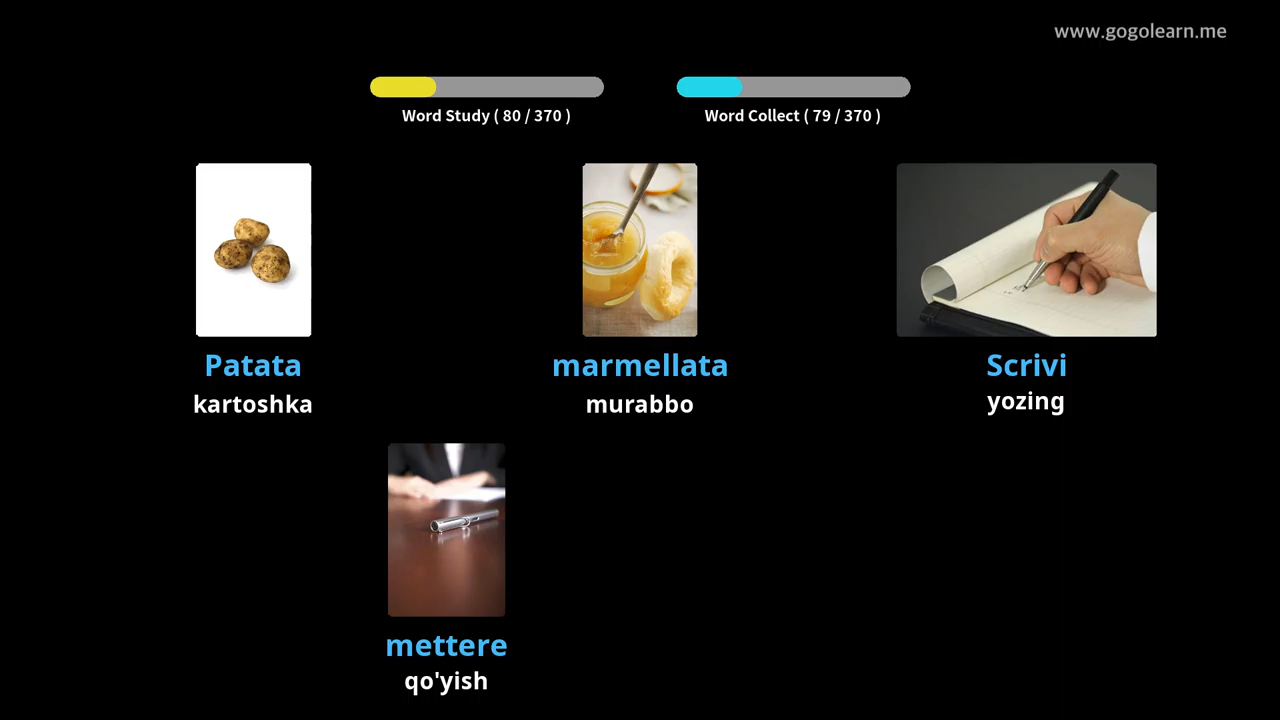 www.gogolearn.me
Word Study ( 80 / 370 )
Word Collect ( 79 / 370 )
Patata
kartoshka
marmellata
murabbo
Scrivi
yozing
mettere
qo'yish